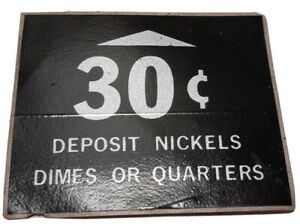 30¢
DEPOSIT NICKELS
DIMES OR QUARTERS